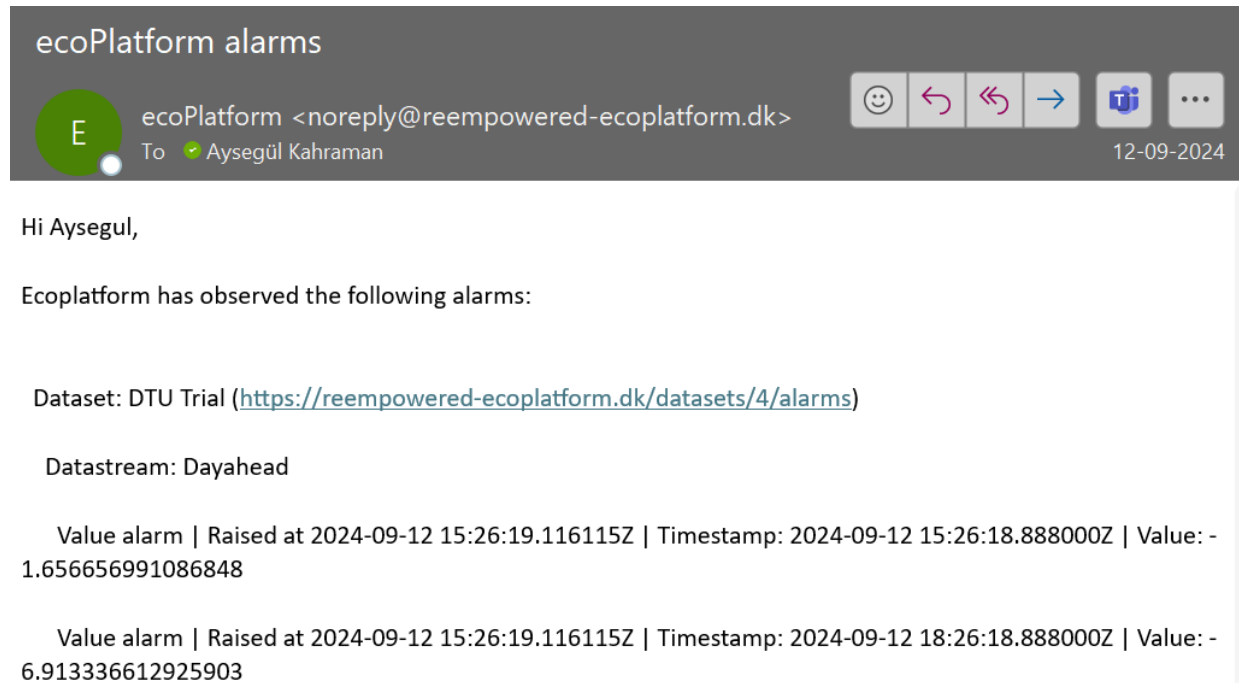 ecoPlatform alarms
E
ecoPlatform <noreply@reempowered-ecoplatform.dk>
To Aysegül Kahraman
12-09-2024
Hi Aysegul,
Ecoplatform has observed the following alarms:
Dataset: DTU Trial (https://reempowered-ecoplatform.dk/datasets/4/alarms)
Datastream: Dayahead
Value alarm | Raised at 2024-09-12 15:26:19.116115Z | Timestamp: 2024-09-12 15:26:18.888000Z | Value: -
1.656656991086848
Value alarm | Raised at 2024-09-12 15:26:19.116115Z | Timestamp: 2024-09-12 18:26:18.888000Z | Value: -
6.913336612925903